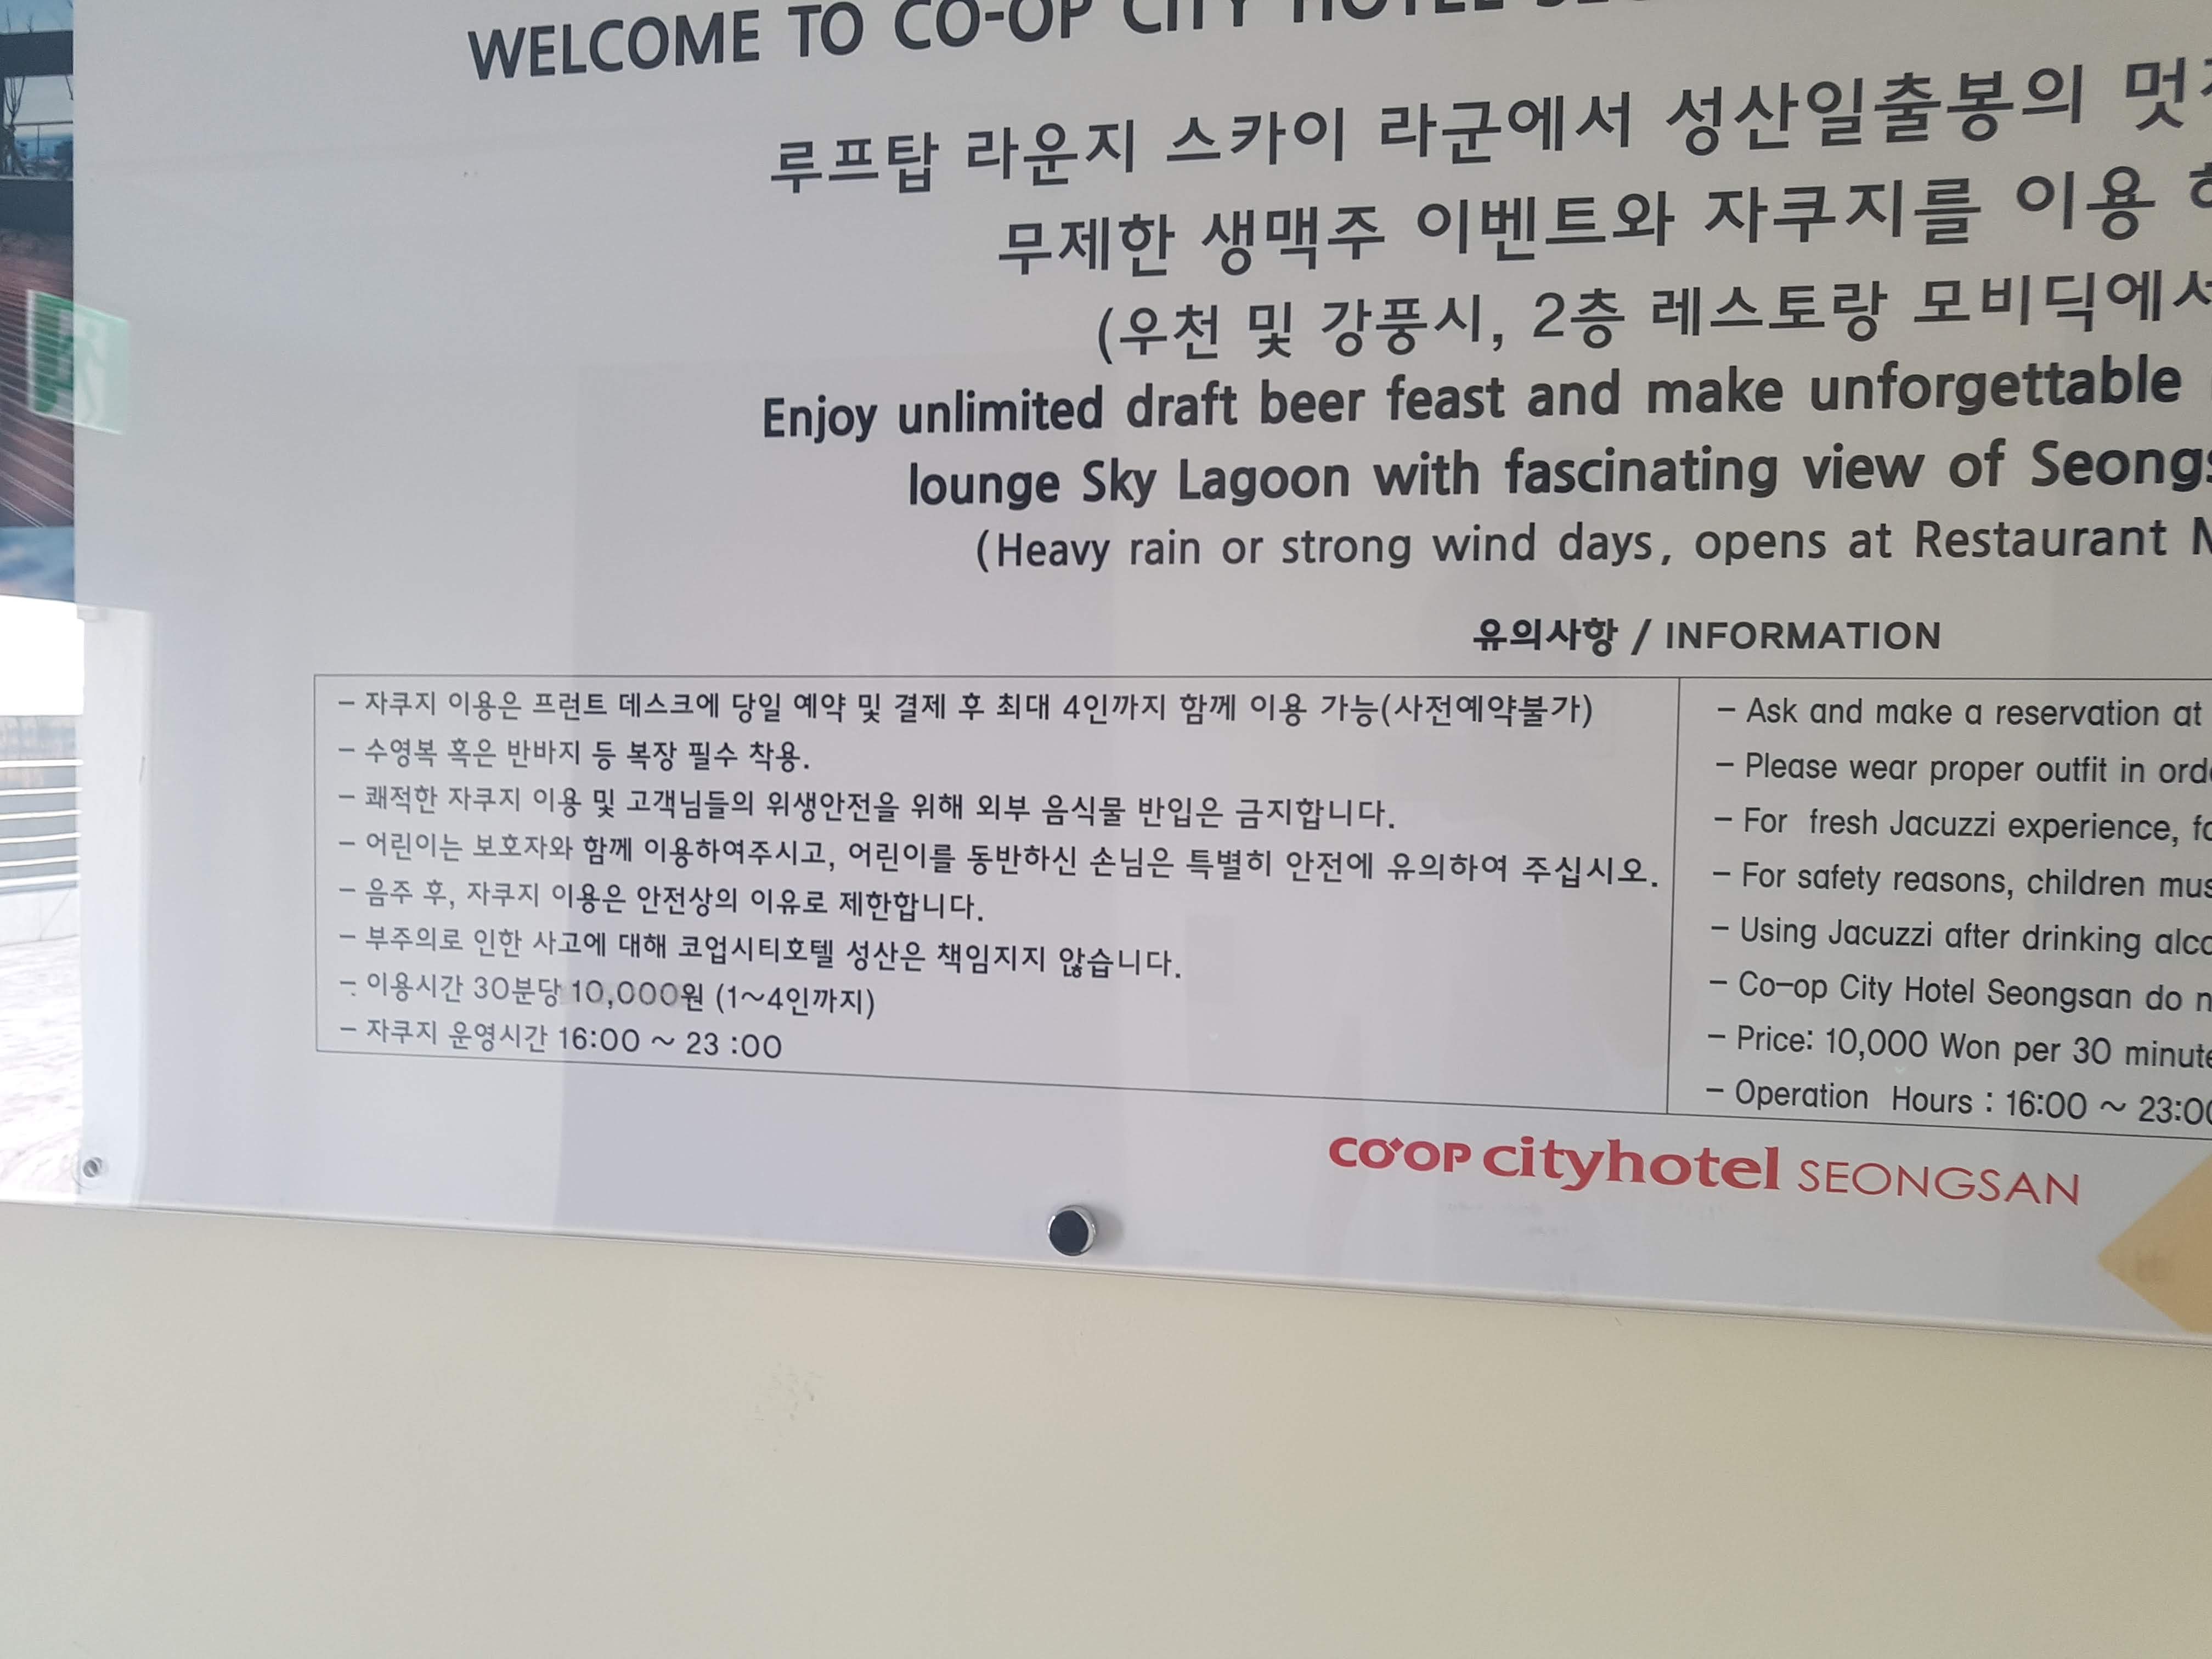 WELCOME TO CO-OP CITY HOTEL
루프탑 라운지 스카이 라군에서 성산일출봉의
무제한 생맥주 이벤트와 자쿠지를 이용
(우천 및 강풍시, 2층 레스토랑 모비딕에서
Enjoy unlimited draft beer feast and make unforgettable
lounge Sky Lagoon with fascinating view of
(Heavy rain or strong wind days, opens at Restaurant
유의사항 / INFORMATION
- 자쿠지 이용은 프런트 데스크에 당일 예약 및 결제 후 최대 4인까지 함께 이용 가능(사전예약불가)
- 수영복 혹은 반바지 등 복장 필수 착용.
- 쾌적한 자쿠지 이용 및 고객님들의 위생안전을 위해 외부 음식물 반입은 금지합니다.
- 어린이는 보호자와 함께 이용하여주시고, 어린이를 동반하신 손님은 특별히 안전에 유의하여 주십시오.
- 음주 후, 자쿠지 이용은 안전상의 이유로 제한합니다.
- 부주의로 인한 사고에 대해 코업시티호텔 성산은 책임지지 않습니다.
- 이용시간 30분당 10,000원 (1~4인까지)
- 자쿠지 운영시간 16:00 ~ 23 :00
- Ask and make a reservation at
- Please wear proper outfit in
- For fresh Jacuzzi experience,
- For safety reasons, children
- Using Jacuzzi after drinking
- Co-op City Hotel Seongsan do
- Price: 10,000 Won per 30
- Operation Hours : 16:00 ~ 23:00
CO'OP cityhotel SEONGSAN